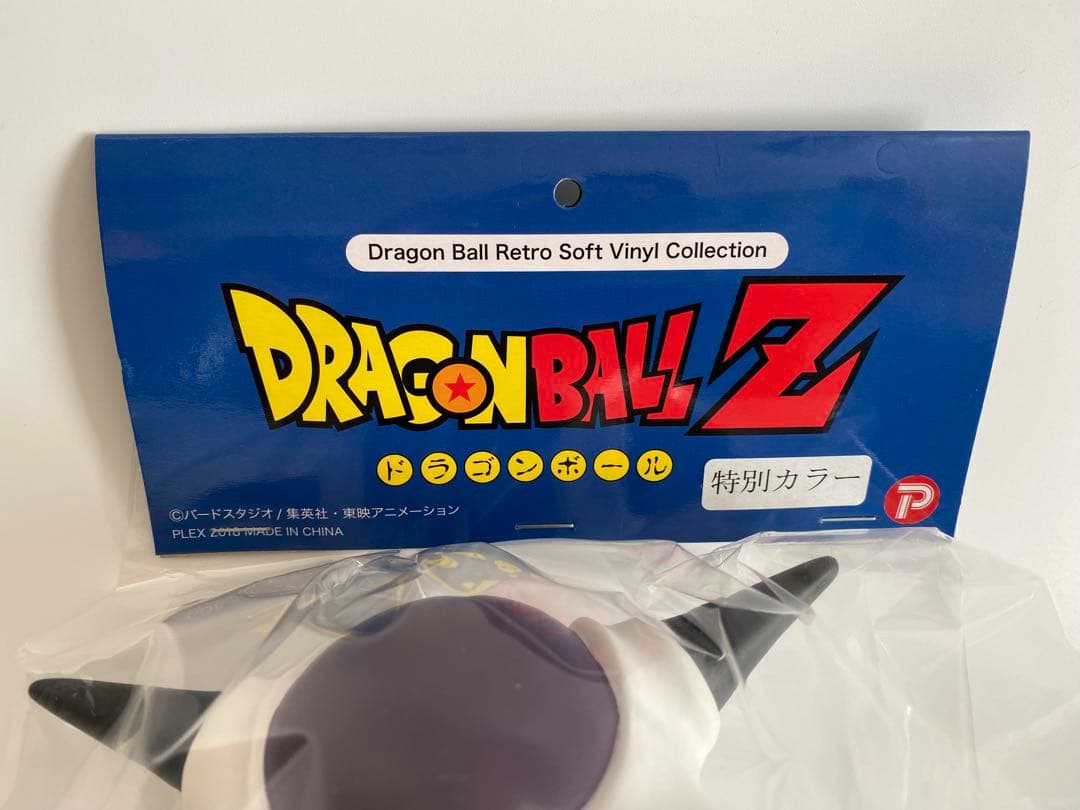 Dragon Ball Retro Soft Vinyl Collection
DRAGONBALL Z
ドラゴンボール
特別カラー
P
©バードスタジオ / 集英社・東映アニメーション
PLEX 2018 MADE IN CHINA